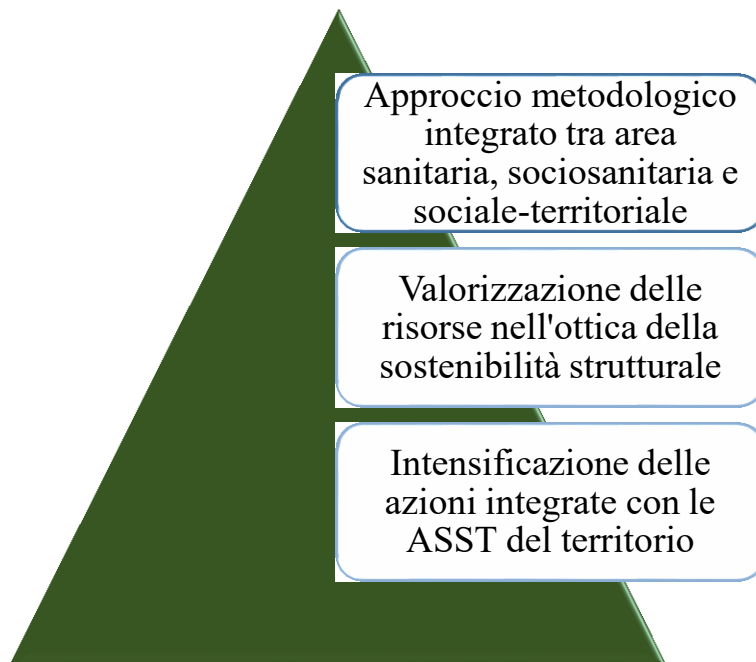 Approccio metodologico
integrato tra area
sanitaria, sociosanitaria e
sociale-territoriale
Valorizzazione delle
risorse nell'ottica della
sostenibilità strutturale
Intensificazione delle
azioni integrate con le
ASST del territorio